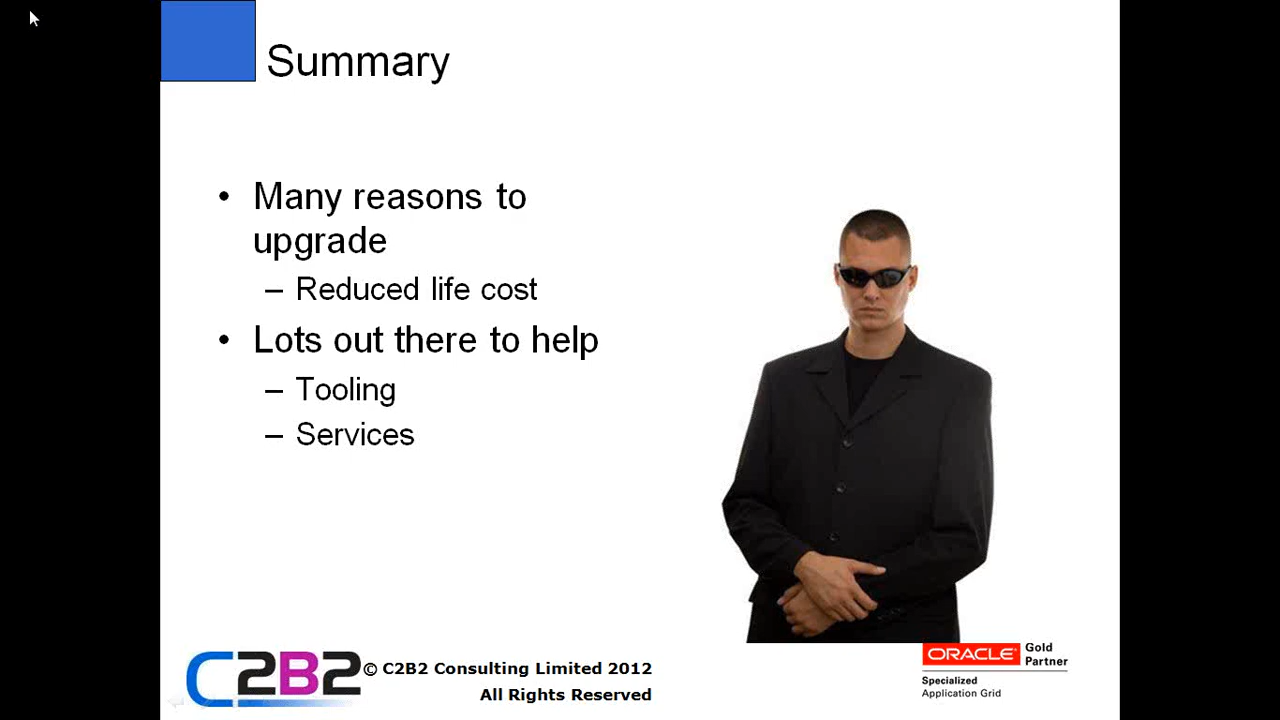 Summary
• Many reasons to
upgrade
– Reduced life cost
• Lots out there to help
– Tooling
– Services
C2B2 © C2B2 Consulting Limited 2012
All Rights Reserved
ORACLE Gold
Partner
Specialized
Application Grid